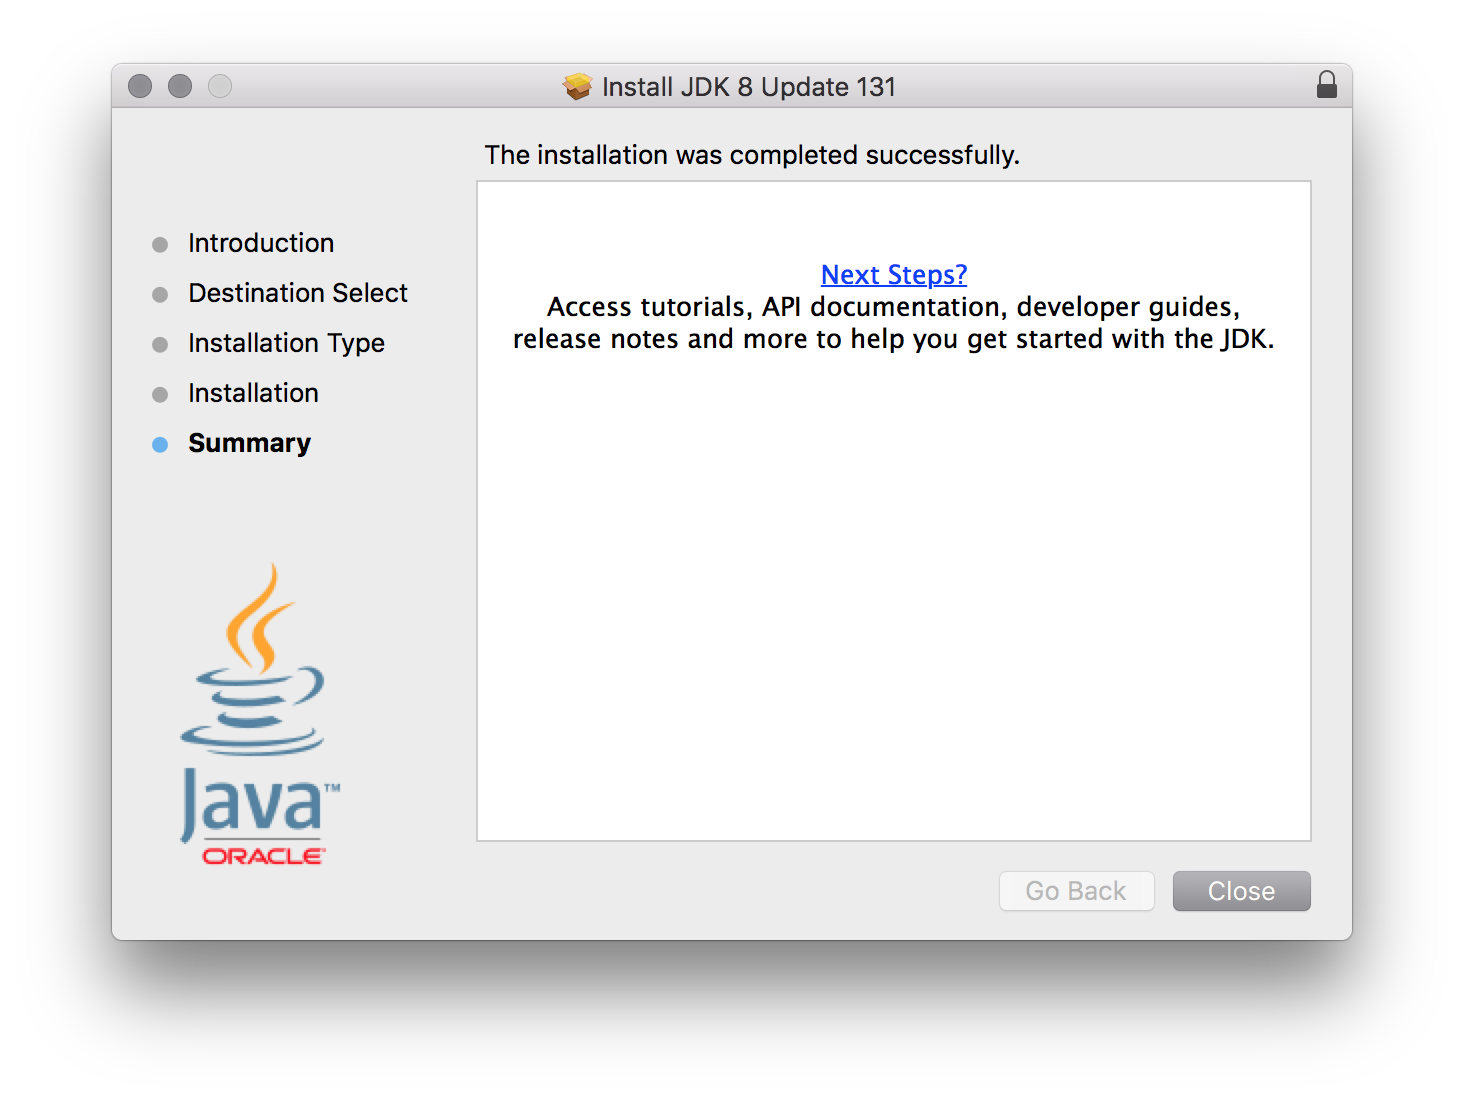 Install JDK 8 Update 131
The installation was completed successfully.
Introduction
Destination Select
Installation Type
Installation
Summary
Next Steps?
Access tutorials, API documentation, developer guides,
release notes and more to help you get started with the JDK.
Java™
ORACLE
Go Back
Close